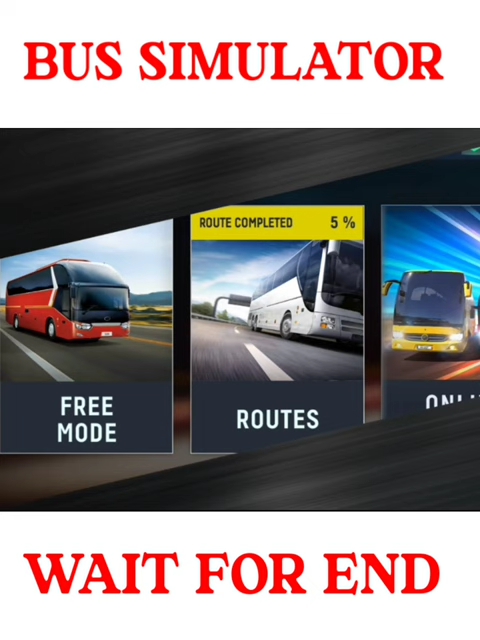 BUS SIMULATOR
ROUTE COMPLETED 5 %
FREE
MODE
ROUTES
WAIT FOR END